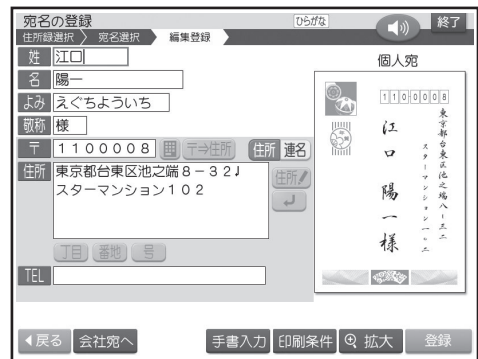 宛名の登録
ひらがな
終了
住所録選択
宛名選択
編集登録
姓
江口
名
陽一
よみ
えぐちよういち
敬称
様
〒
1100008
〒⇒住所
住所
連名
住所
東京都台東区池之端8-32
スターマンション102
住所
丁目
番地
号
TEL
個人宛
1100008
東京都台東区池之端八-三二
スターマンション一〇二
江口 陽一 様
戻る
会社宛へ
手書入力
印刷条件
拡大
登録